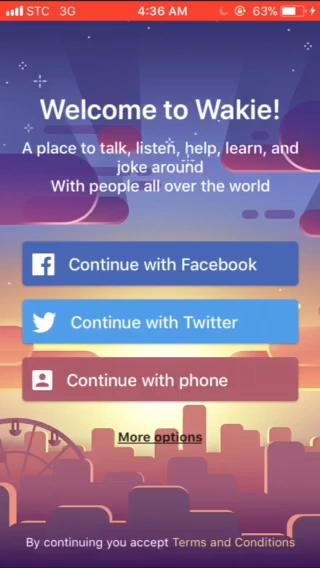 STC 3G 4:36 AM 63%
Welcome to Wakie!
A place to talk, listen, help, learn, and
joke around
With people all over the world
Continue with Facebook
Continue with Twitter
Continue with phone
More options
By continuing you accept Terms and Conditions